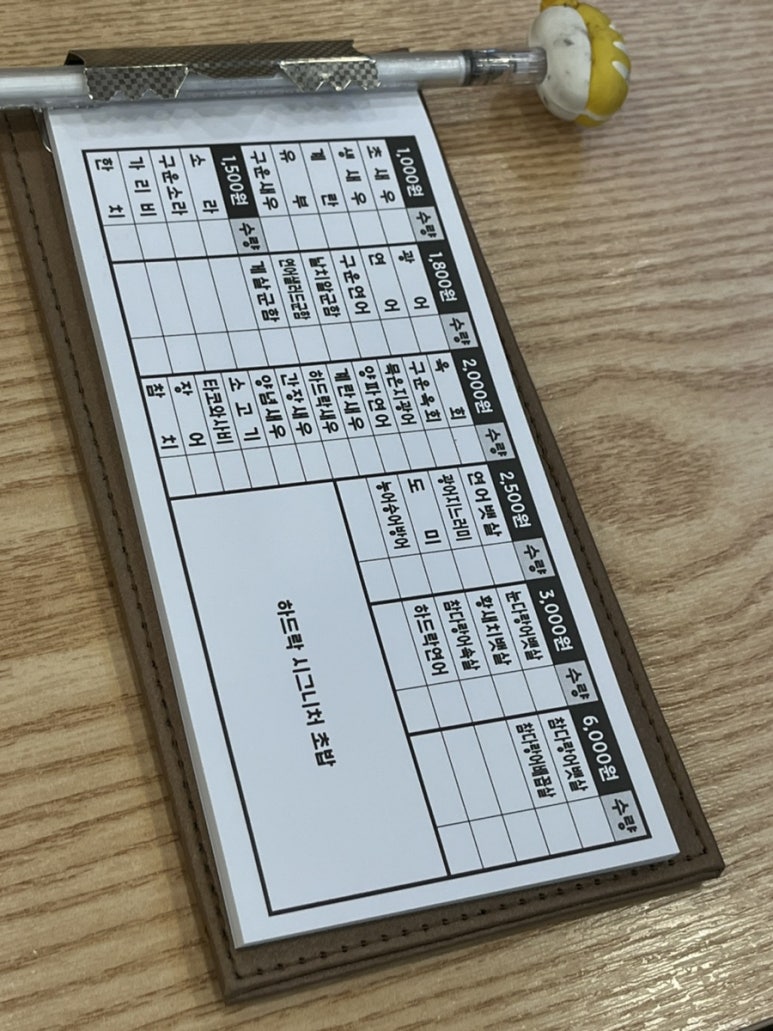 1,000원 수량
초 새 우
생 새 우
계 란
유 부
구운새우
1,500원 수량
소 라
구운소라
가 리 비
한 치
1,800원 수량
광 어
연 어
구운연어
날치알군함
연어샐러드군함
게살군함
2,000원 수량
육 회
구운육회
묵은지광어
양파연어
계란새우
하드락새우
간장새우
양념새우
소 고 기
타코와사비
장 어
참 치
2,500원 수량
연어뱃살
광어지느러미
도 미
농어숭어방어
3,000원 수량
눈다랑어뱃살
황새치뱃살
참다랑어속살
하드락연어
6,000원 수량
참다랑어뱃살
참다랑어배꼽살
하드락 시그니처 초밥